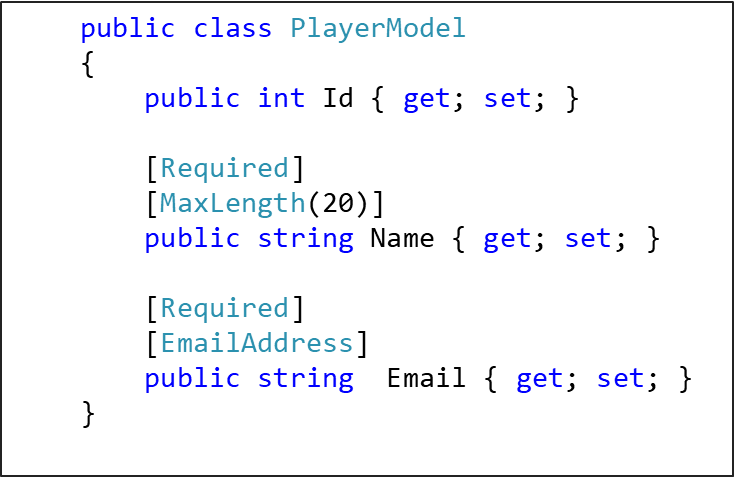 public class PlayerModel
{
    public int Id { get; set; }

    [Required]
    [MaxLength(20)]
    public string Name { get; set; }

    [Required]
    [EmailAddress]
    public string  Email { get; set; }
}